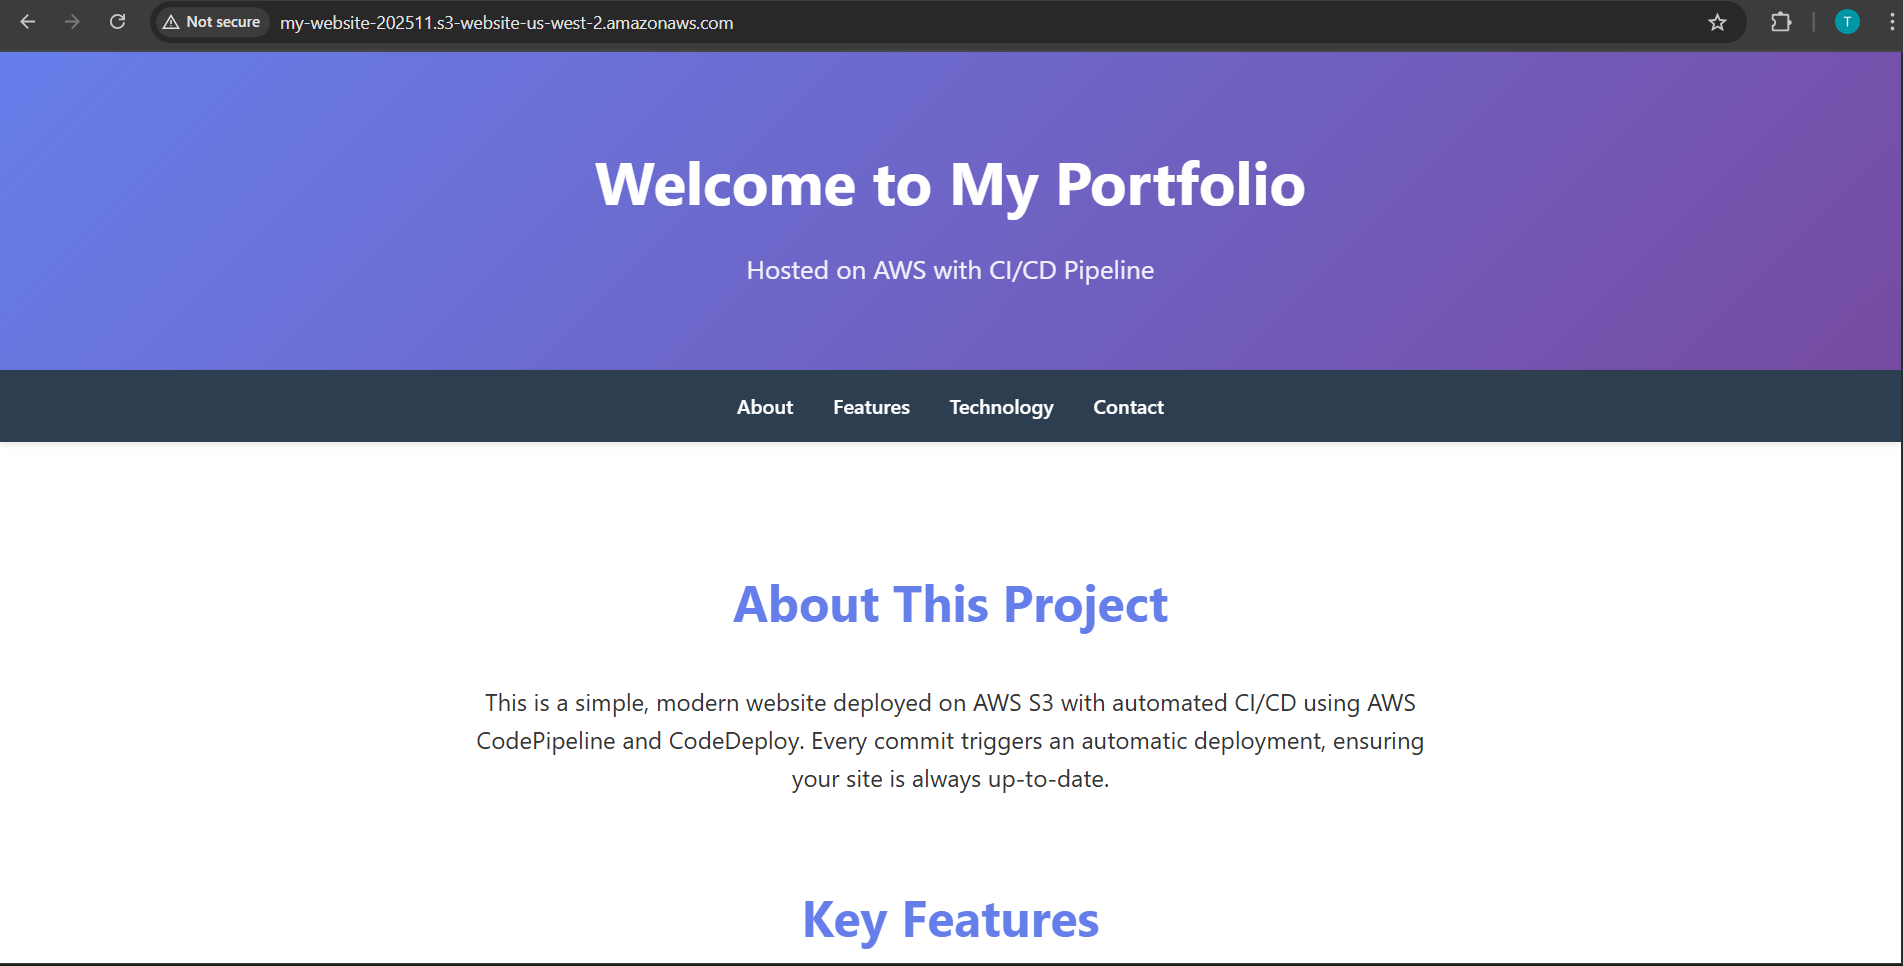 Not secure my-website-202511.s3-website-us-west-2.amazonaws.com T
Welcome to My Portfolio
Hosted on AWS with CI/CD Pipeline
About Features Technology Contact
About This Project
This is a simple, modern website deployed on AWS S3 with automated CI/CD using AWS
CodePipeline and CodeDeploy. Every commit triggers an automatic deployment, ensuring
your site is always up-to-date.
Key Features